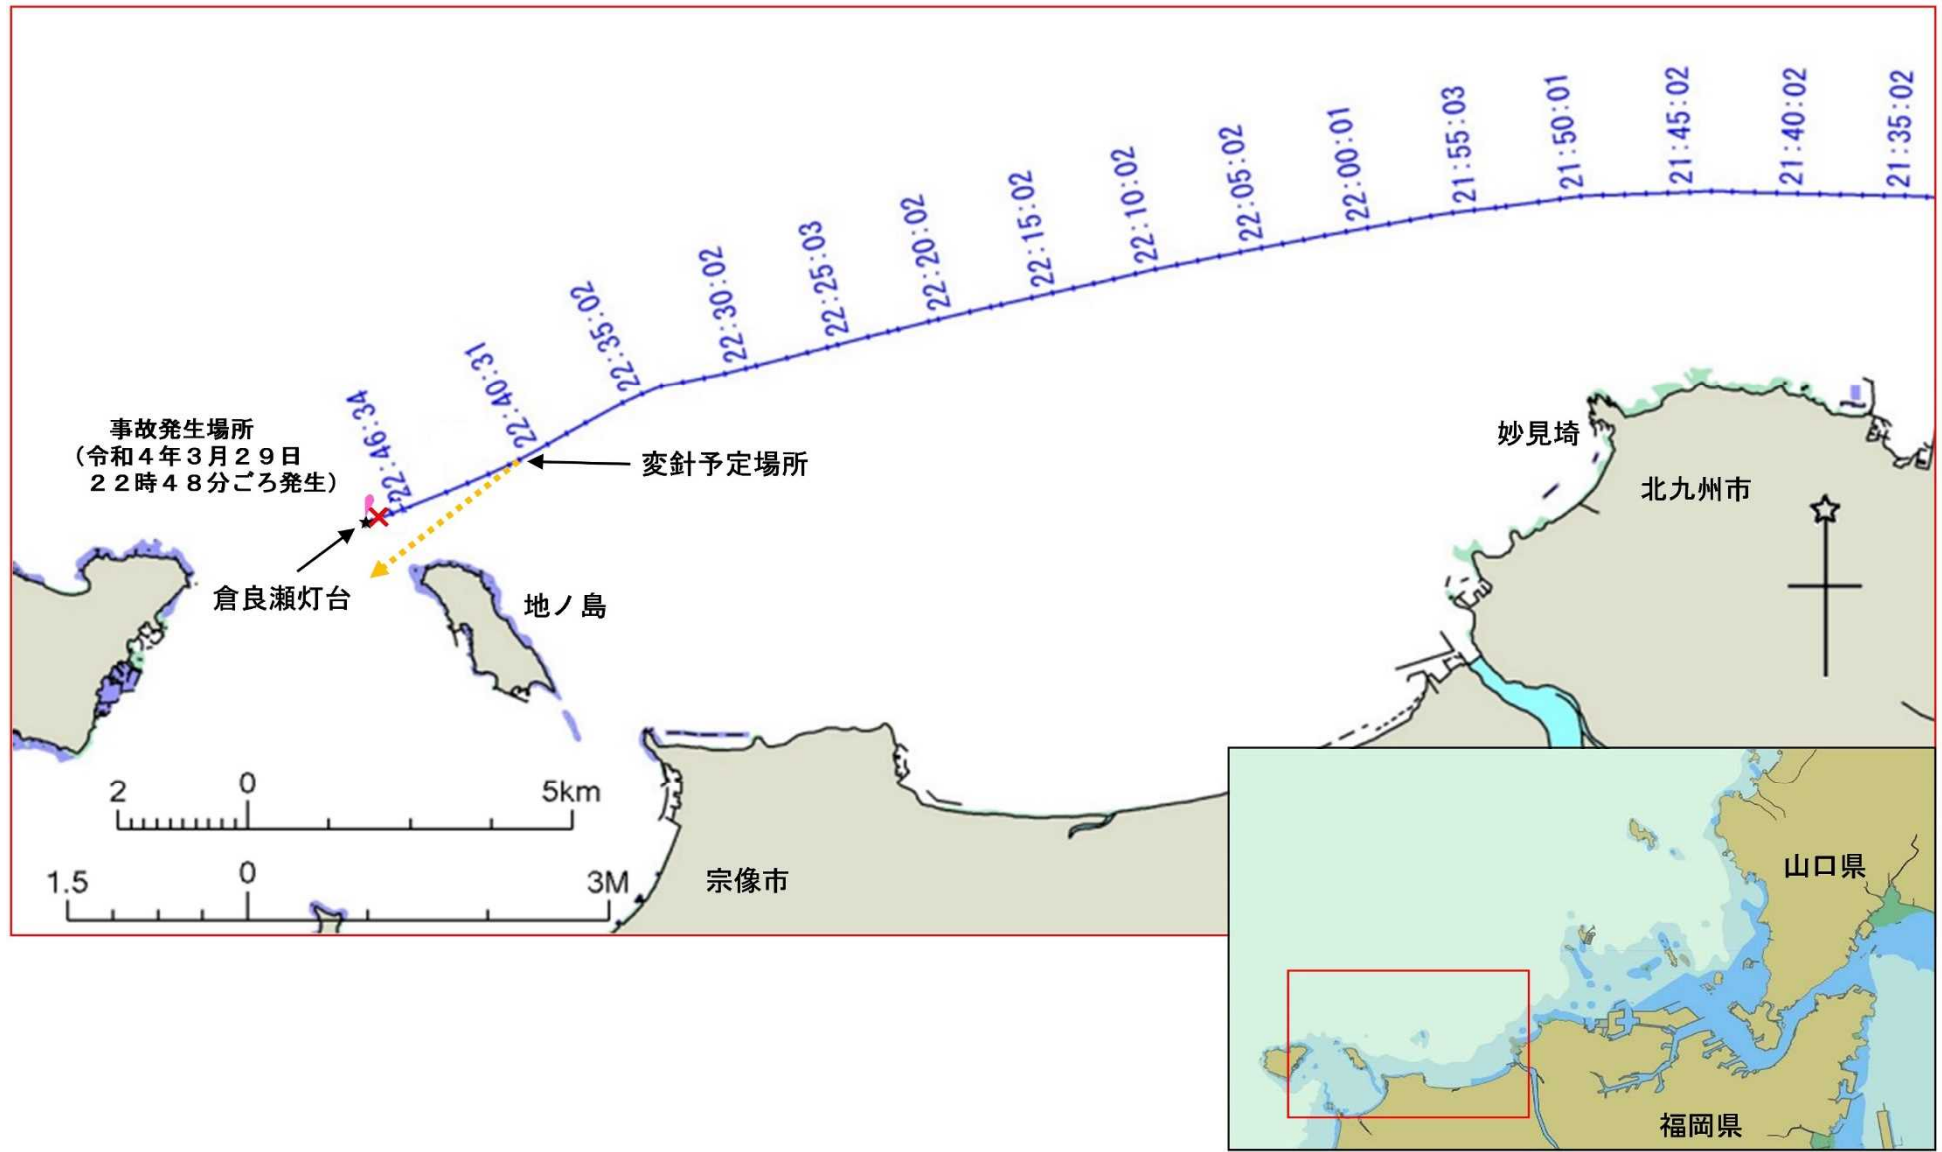 21:35:02
21:40:02
21:45:02
21:50:01
21:55:03
22:00:01
22:05:02
22:10:02
22:15:02
22:20:02
22:25:03
22:30:02
22:35:02
22:40:31
22:46:34
事故発生場所
（令和４年３月２９日
２２時４８分ごろ発生）
変針予定場所
妙見埼
北九州市
倉良瀬灯台
地ノ島
2
0
5km
1.5
0
3M
宗像市
山口県
福岡県